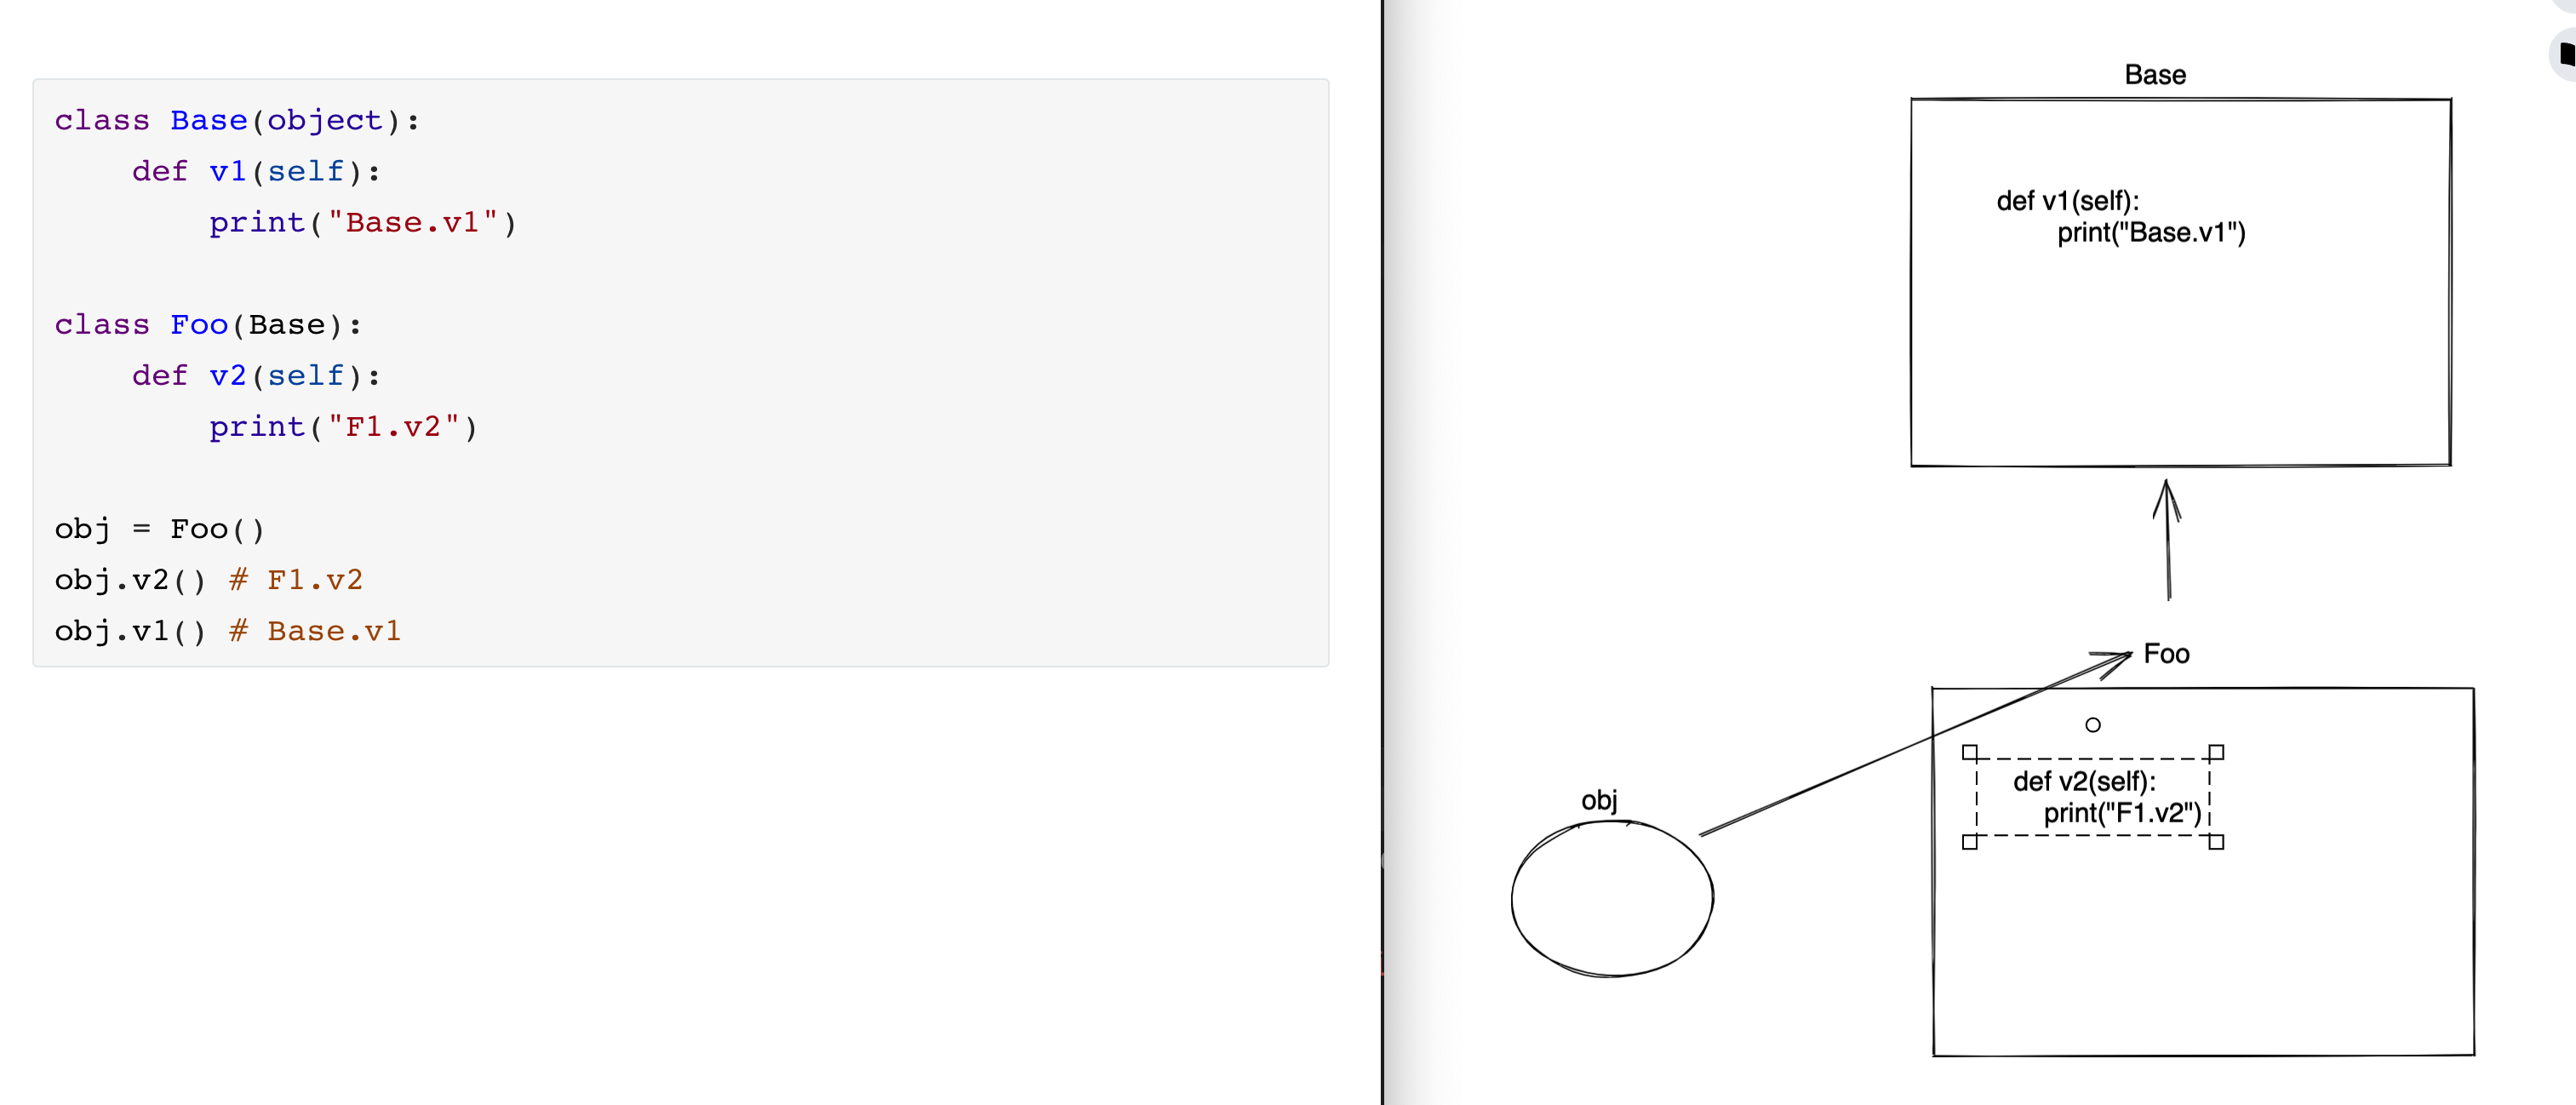 class Base(object):
    def v1(self):
        print("Base.v1")
class Foo(Base):
    def v2(self):
        print("F1.v2")
obj = Foo()
obj.v2() # F1.v2
obj.v1() # Base.v1
Base
def v1(self):
    print("Base.v1")
Foo
def v2(self):
    print("F1.v2")
obj